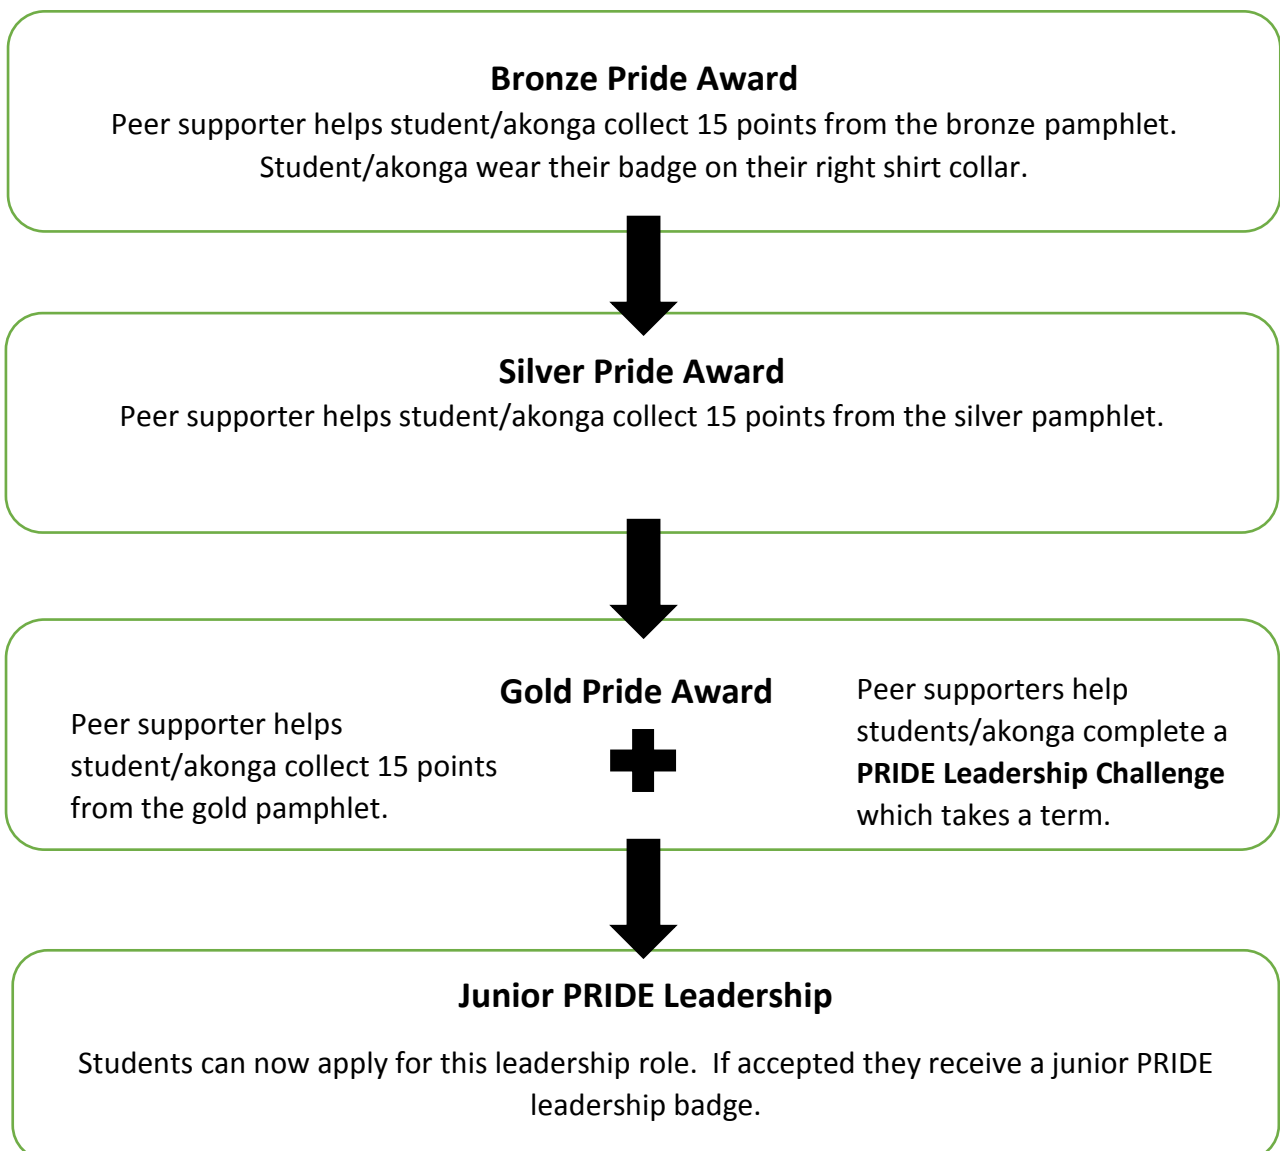 Bronze Pride Award
Peer supporter helps student/akonga collect 15 points from the bronze pamphlet.
Student/akonga wear their badge on their right shirt collar.
Silver Pride Award
Peer supporter helps student/akonga collect 15 points from the silver pamphlet.
Gold Pride Award
Peer supporter helps
student/akonga collect 15 points
from the gold pamphlet.
Peer supporters help
students/akonga complete a
PRIDE Leadership Challenge
which takes a term.
Junior PRIDE Leadership
Students can now apply for this leadership role.  If accepted they receive a junior PRIDE
leadership badge.